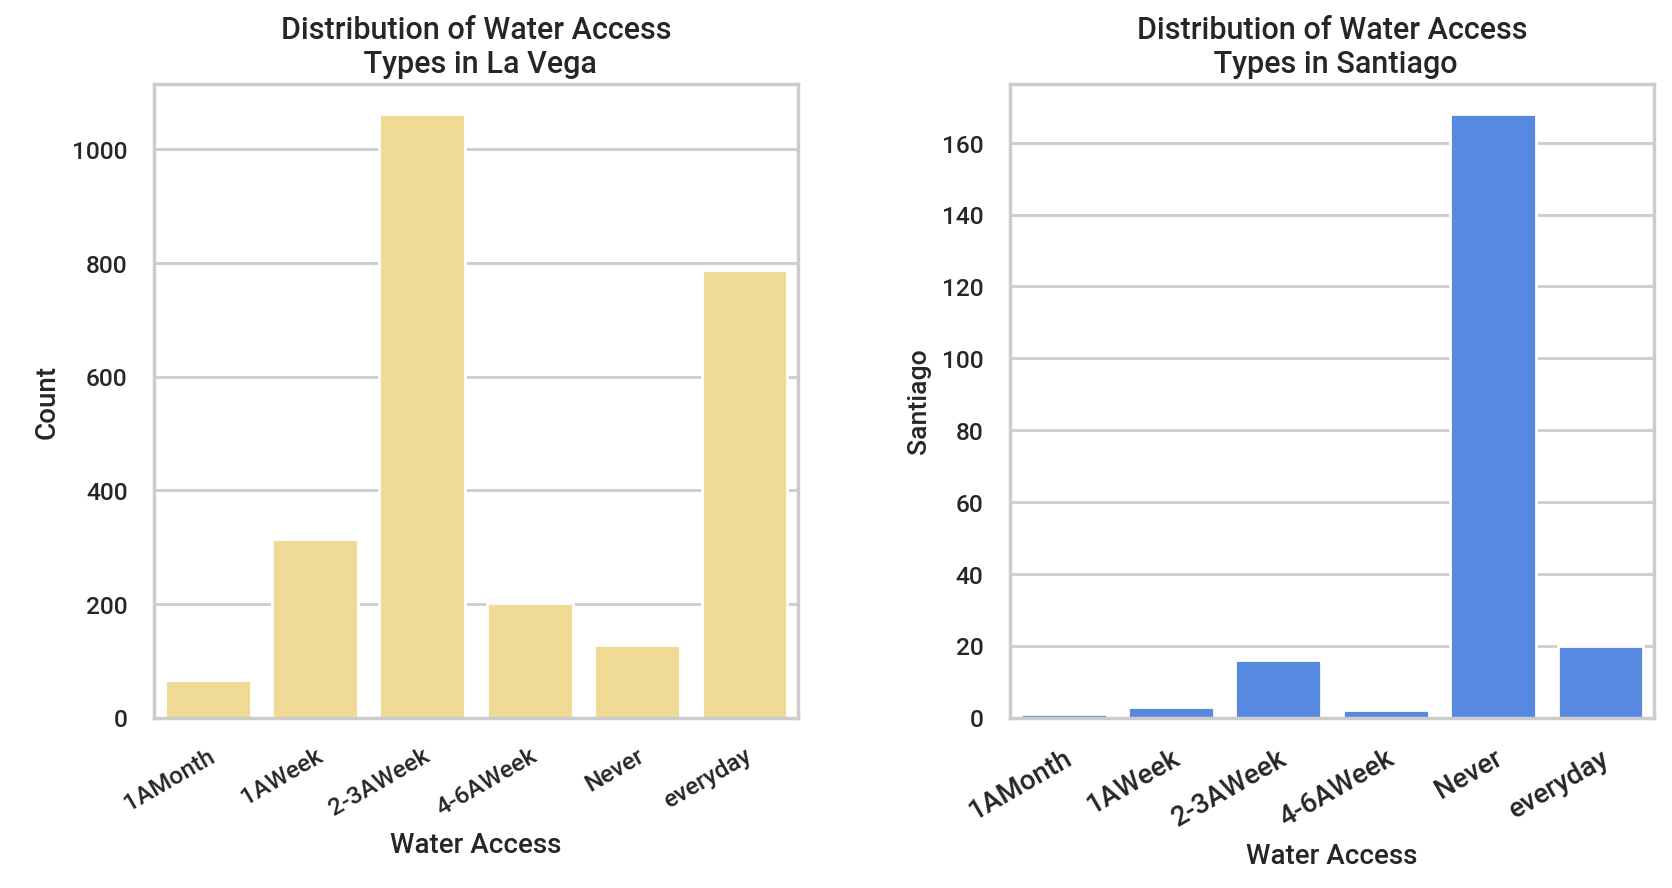 Distribution of Water Access
Types in La Vega
1000
800
600
400
200
0
Count
1AMonth
1AWeek
2-3AWeek
4-6AWeek
Never
everyday
Water Access
Distribution of Water Access
Types in Santiago
160
140
120
100
80
60
40
20
0
Santiago
1AMonth
1AWeek
2-3AWeek
4-6AWeek
Never
everyday
Water Access